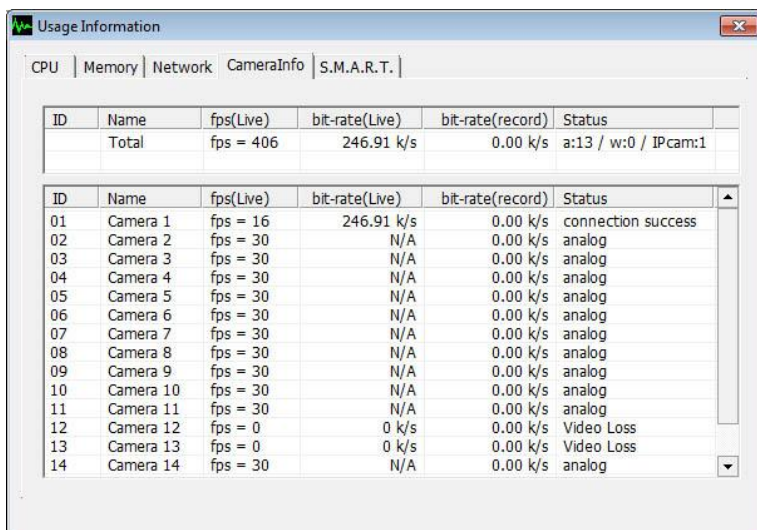 Usage Information
CPU Memory Network CameraInfo S.M.A.R.T.
ID Name fps(Live) bit-rate(Live) bit-rate(record) Status
Total fps = 406 246.91 k/s 0.00 k/s a:13 / w:0 / IPcam:1
ID Name fps(Live) bit-rate(Live) bit-rate(record) Status
01 Camera 1 fps = 16 246.91 k/s 0.00 k/s connection success
02 Camera 2 fps = 30 N/A 0.00 k/s analog
03 Camera 3 fps = 30 N/A 0.00 k/s analog
04 Camera 4 fps = 30 N/A 0.00 k/s analog
05 Camera 5 fps = 30 N/A 0.00 k/s analog
06 Camera 6 fps = 30 N/A 0.00 k/s analog
07 Camera 7 fps = 30 N/A 0.00 k/s analog
08 Camera 8 fps = 30 N/A 0.00 k/s analog
09 Camera 9 fps = 30 N/A 0.00 k/s analog
10 Camera 10 fps = 30 N/A 0.00 k/s analog
11 Camera 11 fps = 30 N/A 0.00 k/s analog
12 Camera 12 fps = 0 0 k/s 0.00 k/s Video Loss
13 Camera 13 fps = 0 0 k/s 0.00 k/s Video Loss
14 Camera 14 fps = 30 N/A 0.00 k/s analog